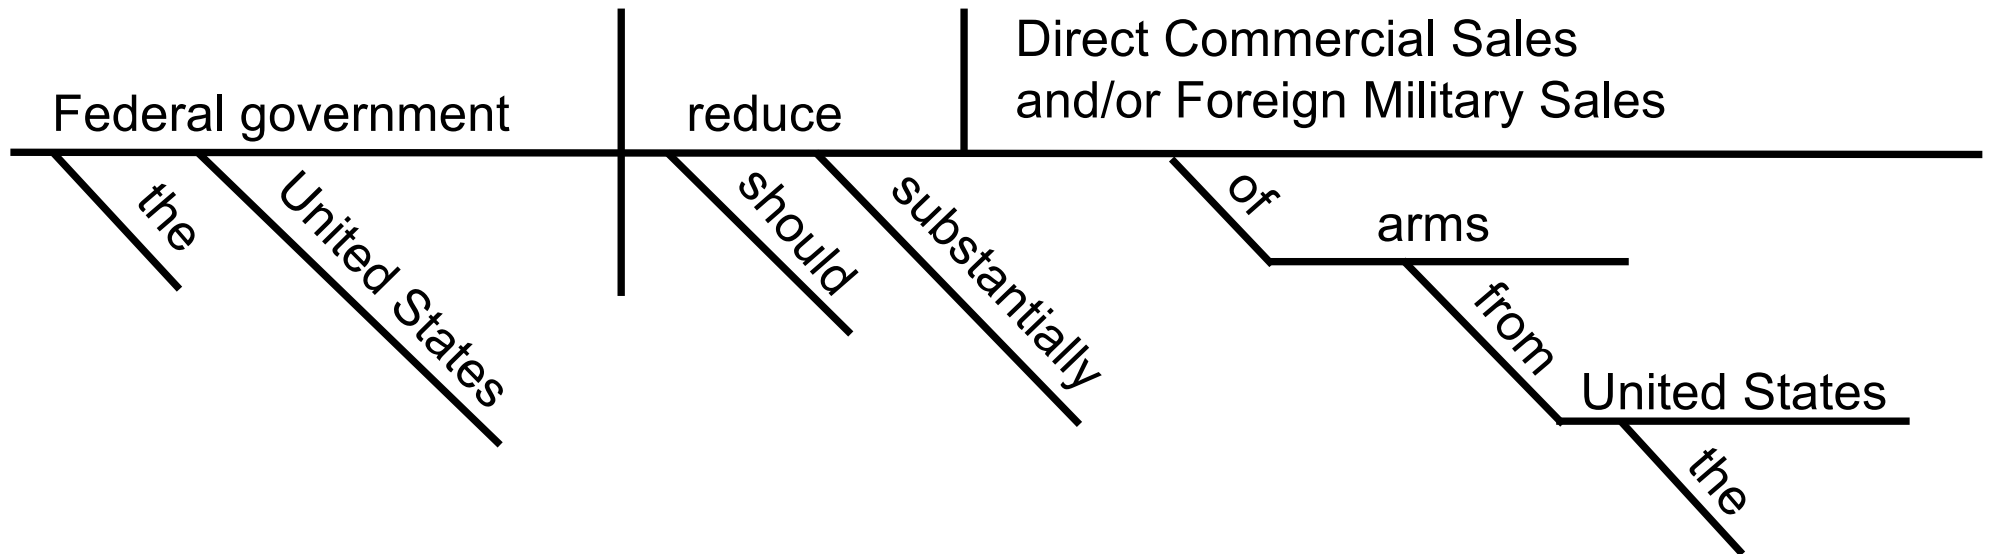 Federal government
reduce
Direct Commercial Sales
and/or Foreign Military Sales
the
United States
should
substantially
of
arms
from
United States
the